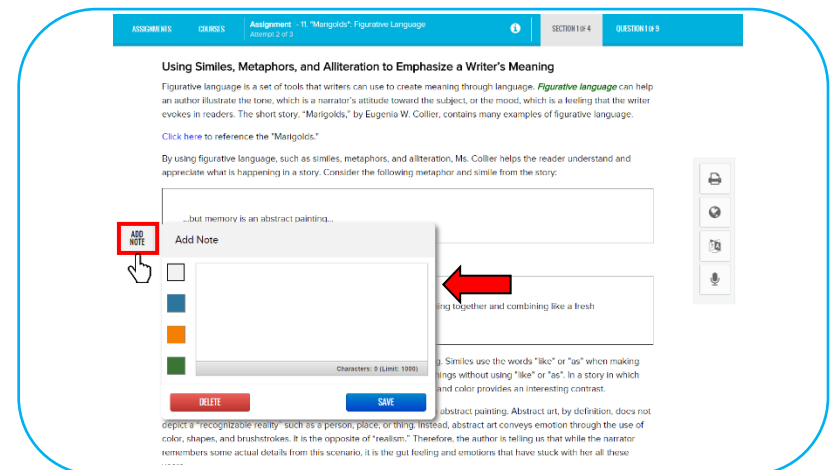 ASSIGNMENTS COURSES Assignment - 11. "Marigolds": Figurative Language SECTION 1 OF 4 QUESTION 1 OF 9
Attempt 2 of 3
Using Similes, Metaphors, and Alliteration to Emphasize a Writer's Meaning
Figurative language is a set of tools that writers can use to create meaning through language. Figurative language can help
an author illustrate the tone, which is a narrator's attitude toward the subject, or the mood, which is a feeling that the writer
evokes in readers. The short story, "Marigolds," by Eugenia W. Collier, contains many examples of figurative language.
Click here to reference the "Marigolds."
By using figurative language, such as similes, metaphors, and alliteration, Ms. Collier helps the reader understand and
appreciate what is happening in a story. Consider the following metaphor and simile from the story:
...but memory is an abstract painting...
ADD
NOTE
Add Note
together and combining like a fresh
Similes use the words "like" or "as" when making
without using "like" or "as". In a story in which
and color provides an interesting contrast.
Characters: 0 (Limit: 1000)
DELETE SAVE
abstract painting. Abstract art, by definition, does not
depict a "recognizable reality" such as a person, place, or thing. Instead, abstract art conveys emotion through the use of
color, shapes, and brushstrokes. It is the opposite of "realism." Therefore, the author is telling us that while the narrator
remembers some actual details from this scenario, it is the gut feeling and emotions that have stuck with her all these